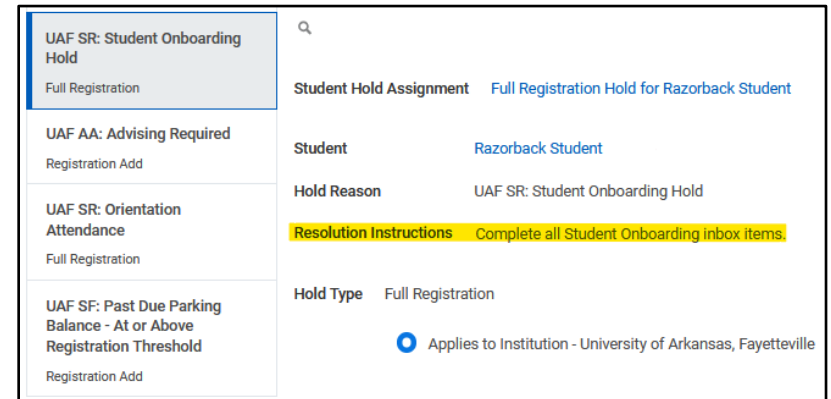 UAF SR: Student Onboarding
Hold
Full Registration
UAF AA: Advising Required
Registration Add
UAF SR: Orientation
Attendance
Full Registration
UAF SF: Past Due Parking
Balance - At or Above
Registration Threshold
Registration Add
Student Hold Assignment Full Registration Hold for Razorback Student
Student Razorback Student
Hold Reason UAF SR: Student Onboarding Hold
Resolution Instructions Complete all Student Onboarding inbox items.
Hold Type Full Registration
Applies to Institution - University of Arkansas, Fayetteville